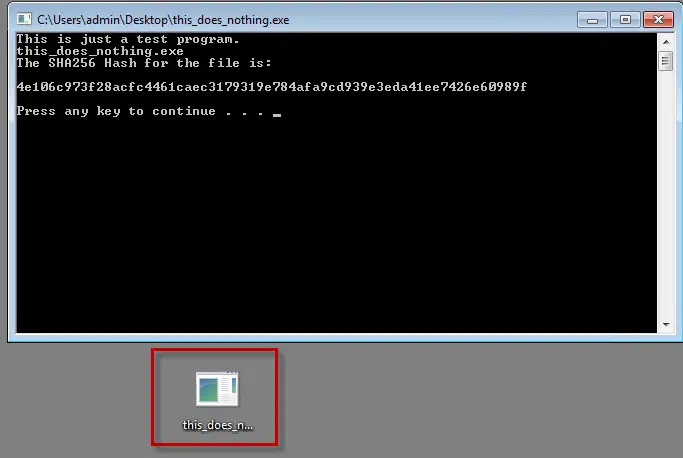 C:\Users\admin\Desktop\this_does_nothing.exe
This is just a test program.
this_does_nothing.exe
The SHA256 Hash for the file is:
4e106c973f28acfc4461caec3179319e784afa9cd939e3eda41ee7426e60989f
Press any key to continue . . . _
this_does_n...